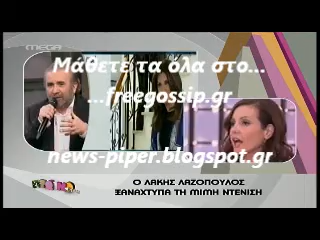 MEGA
Μάθετε τα όλα στο...
...freegossip.gr
news-piper.blogspot.gr
Ο ΛΑΚΗΣ ΛΑΖΟΠΟΥΛΟΣ
ΞΑΝΑΧΤΥΠΑ ΤΗ ΜΙΜΗ ΝΤΕΝΙΣΗ